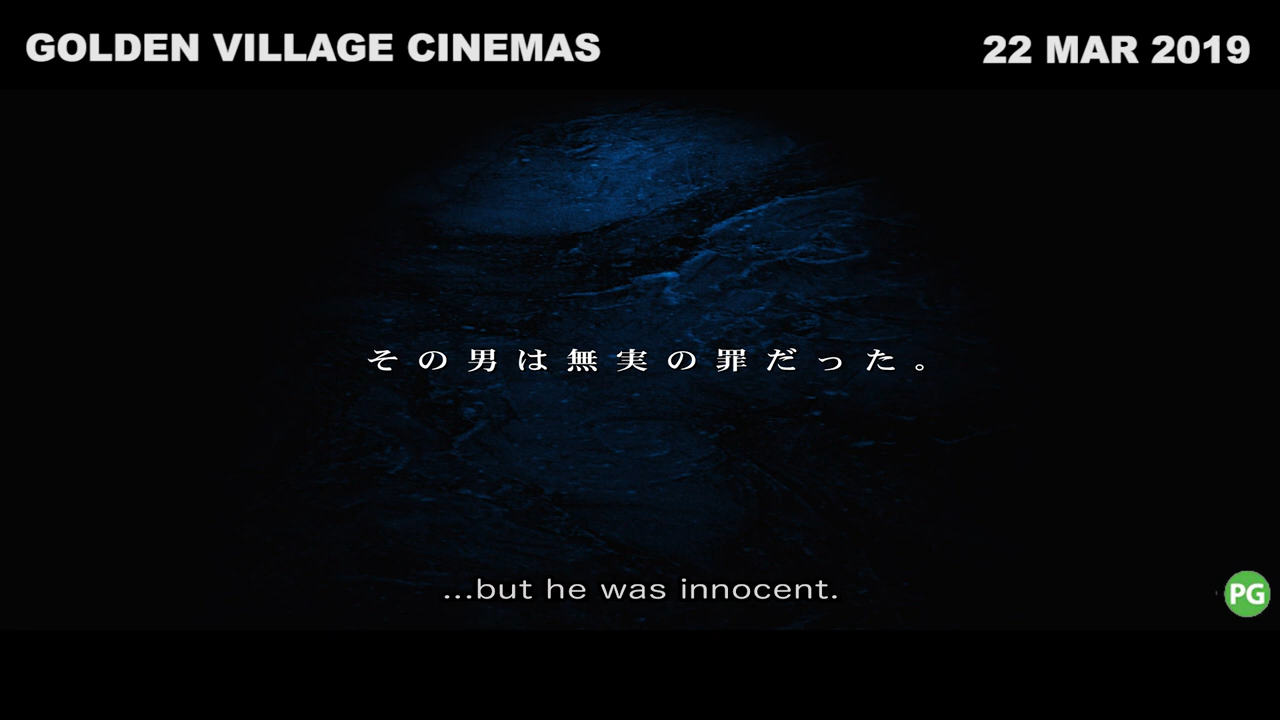 GOLDEN VILLAGE CINEMAS
22 MAR 2019
その男は無実の罪だった。
...but he was innocent.
PG